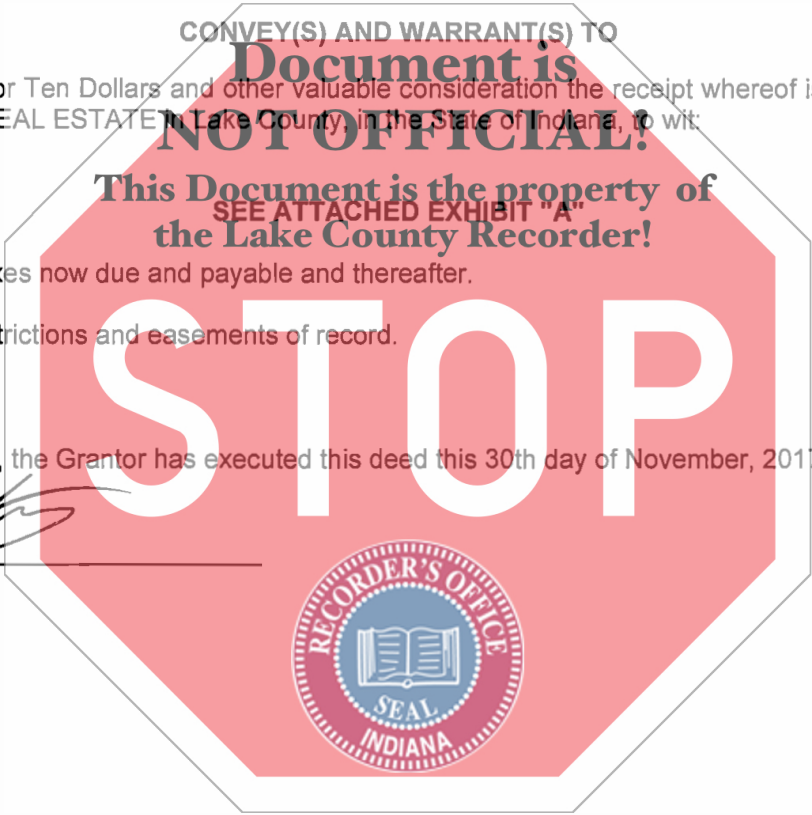 CONVEY(S) AND WARRANT(S) TO
Document is
r Ten Dollars and other valuable consideration the receipt whereof i
NOT OFFICIAL!
EAL ESTATE in Lake County, in the State of Indiana, to wit:
This Document is the property of
SEE ATTACHED EXHIBIT "A"
the Lake County Recorder!
es now due and payable and thereafter.
trictions and easements of record.
STOP
, the Grantor has executed this deed this 30th day of November, 2017
RECORDER'S OFFICE
SEAL
INDIANA